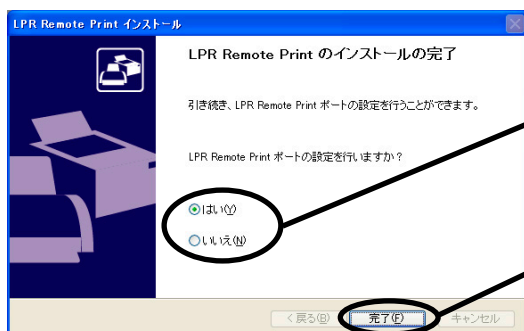 LPR Remote Print インストール
LPR Remote Print のインストールの完了
引き続き、LPR Remote Print ポートの設定を行うことができます。
LPR Remote Print ポートの設定を行いますか?
はい(Y)
いいえ(N)
< 戻る(B)
完了(F)
キャンセル